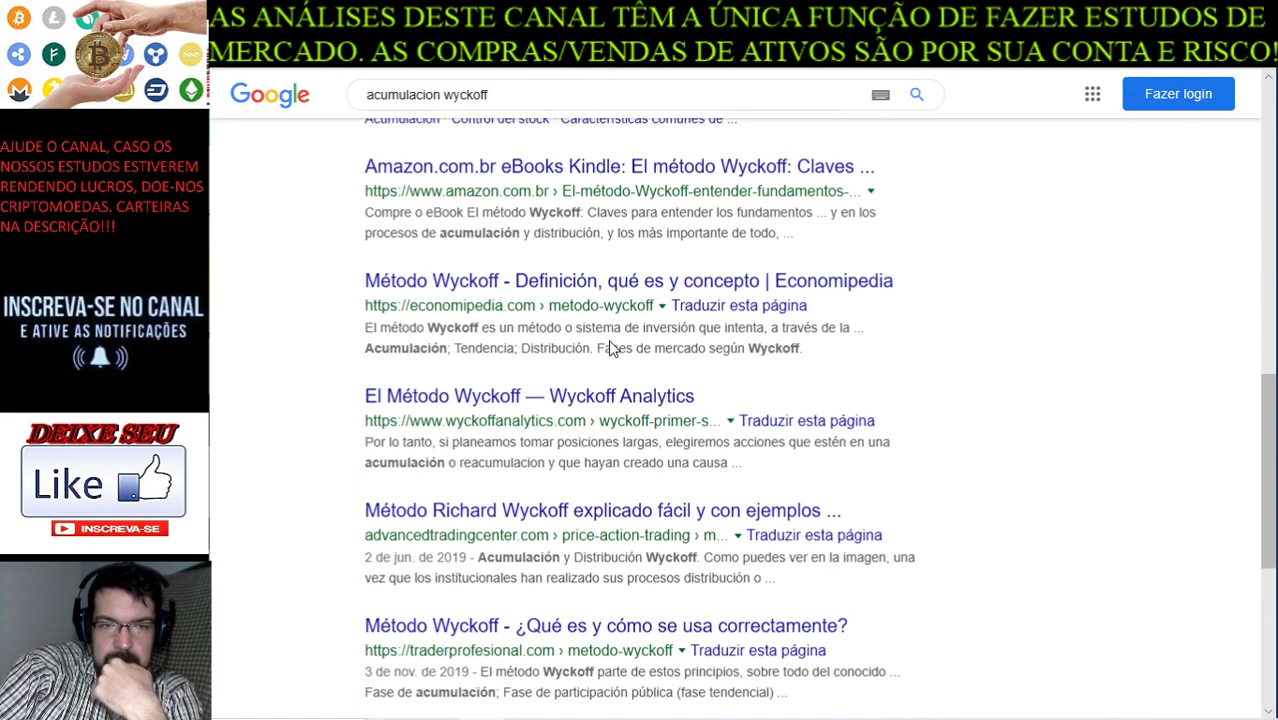 AS ANÁLISES DESTE CANAL TÊM A ÚNICA FUNÇÃO DE FAZER ESTUDOS DE
MERCADO. AS COMPRAS/VENDAS DE ATIVOS SÃO POR SUA CONTA E RISCO!
AJUDE O CANAL, CASO OS
NOSSOS ESTUDOS ESTIVEREM
RENDENDO LUCROS, DOE-NOS
CRIPTOMOEDAS. CARTEIRAS
NA DESCRIÇÃO!!!
INSCREVA-SE NO CANAL
E ATIVE AS NOTIFICAÇÕES
DEIXE SEU
Like
INSCREVA-SE
Google
acumulacion wyckoff
Fazer login
Acumulación · Control del stock · Características comunes de ...
Amazon.com.br eBooks Kindle: El método Wyckoff: Claves ...
https://www.amazon.com.br › El-método-Wyckoff-entender-fundamentos-...
Compre o eBook El método Wyckoff: Claves para entender los fundamentos ... y en los
procesos de acumulación y distribución, y los más importante de todo, ...
Método Wyckoff - Definición, qué es y concepto | Economipedia
https://economipedia.com › metodo-wyckoff Traduzir esta página
El método Wyckoff es un método o sistema de inversión que intenta, a través de la ...
Acumulación; Tendencia; Distribución. Fases de mercado según Wyckoff.
El Método Wyckoff — Wyckoff Analytics
https://www.wyckoffanalytics.com › wyckoff-primer-s... Traduzir esta página
Por lo tanto, si planeamos tomar posiciones largas, elegiremos acciones que estén en una
acumulación o reacumulacion y que hayan creado una causa ...
Método Richard Wyckoff explicado fácil y con ejemplos ...
advancedtradingcenter.com › price-action-trading › m... Traduzir esta página
2 de jun. de 2019 - Acumulación y Distribución Wyckoff. Como puedes ver en la imagen, una
vez que los institucionales han realizado sus procesos distribución o ...
Método Wyckoff - ¿Qué es y cómo se usa correctamente?
https://traderprofesional.com › metodo-wyckoff Traduzir esta página
3 de nov. de 2019 - El método Wyckoff parte de estos principios, sobre todo del conocido ...
Fase de acumulación; Fase de participación pública (fase tendencial) ...